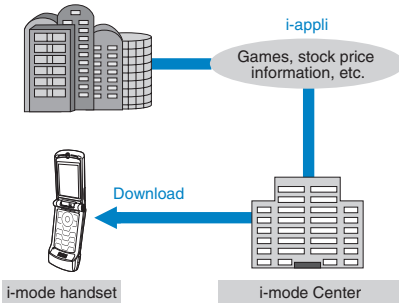 i-appli
Games, stock price
information, etc.
Download
i-mode handset
i-mode Center